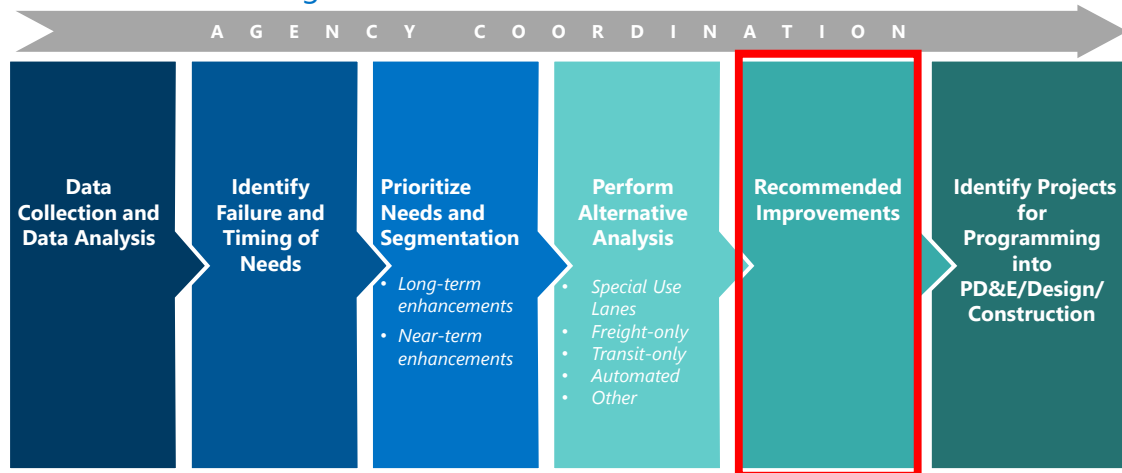 A G E N C Y C O O R D I N A T I O N
Data
Collection and
Data Analysis
Identify
Failure and
Timing of
Needs
Prioritize
Needs and
Segmentation
• Long-term
enhancements
• Near-term
enhancements
Perform
Alternative
Analysis
• Special Use
Lanes
• Freight-only
• Transit-only
• Automated
• Other
Recommended
Improvements
Identify Projects
for
Programming
into
PD&E/Design/
Construction